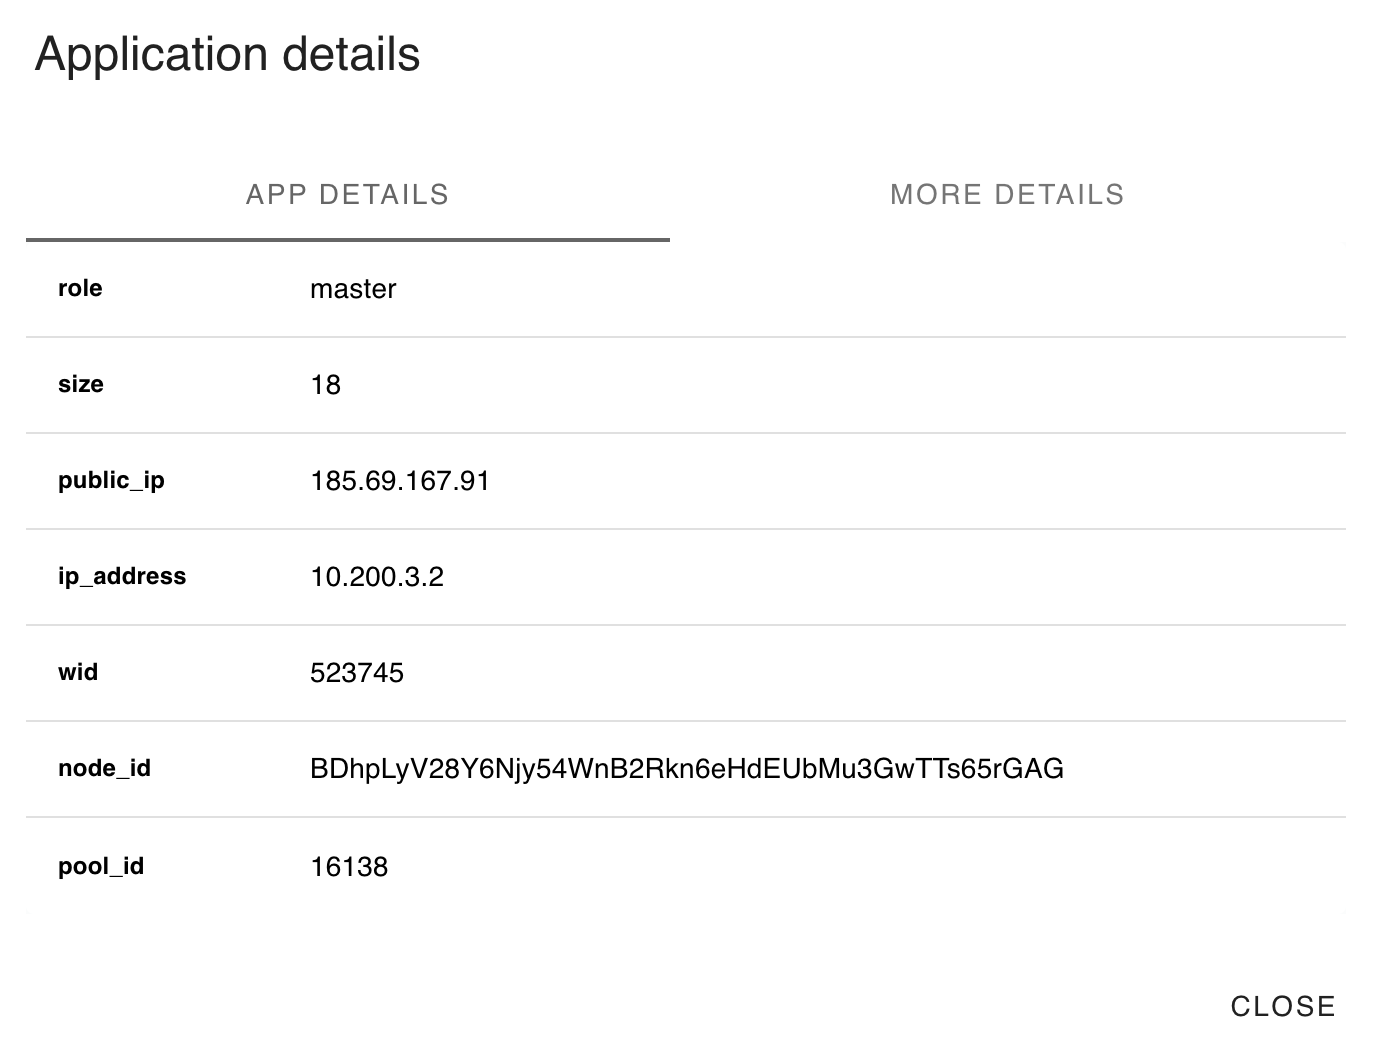 Application details
APP DETAILS MORE DETAILS
role master
size 18
public_ip 185.69.167.91
ip_address 10.200.3.2
wid 523745
node_id BDhpLyV28Y6Njy54WnB2Rkn6eHdEUbMu3GwTTs65rGAG
pool_id 16138
CLOSE